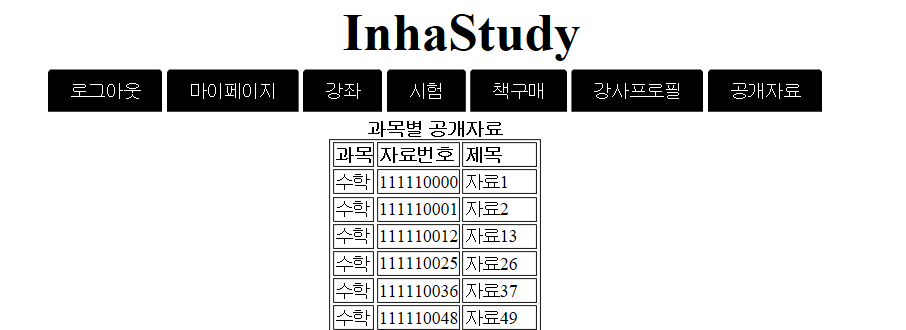 InhaStudy
로그아웃 마이페이지 강좌 시험 책구매 강사프로필 공개자료
과목별 공개자료
과목 자료번호 제목
수학 111110000 자료1
수학 111110001 자료2
수학 111110012 자료13
수학 111110025 자료26
수학 111110036 자료37
수학 111110048 자료49